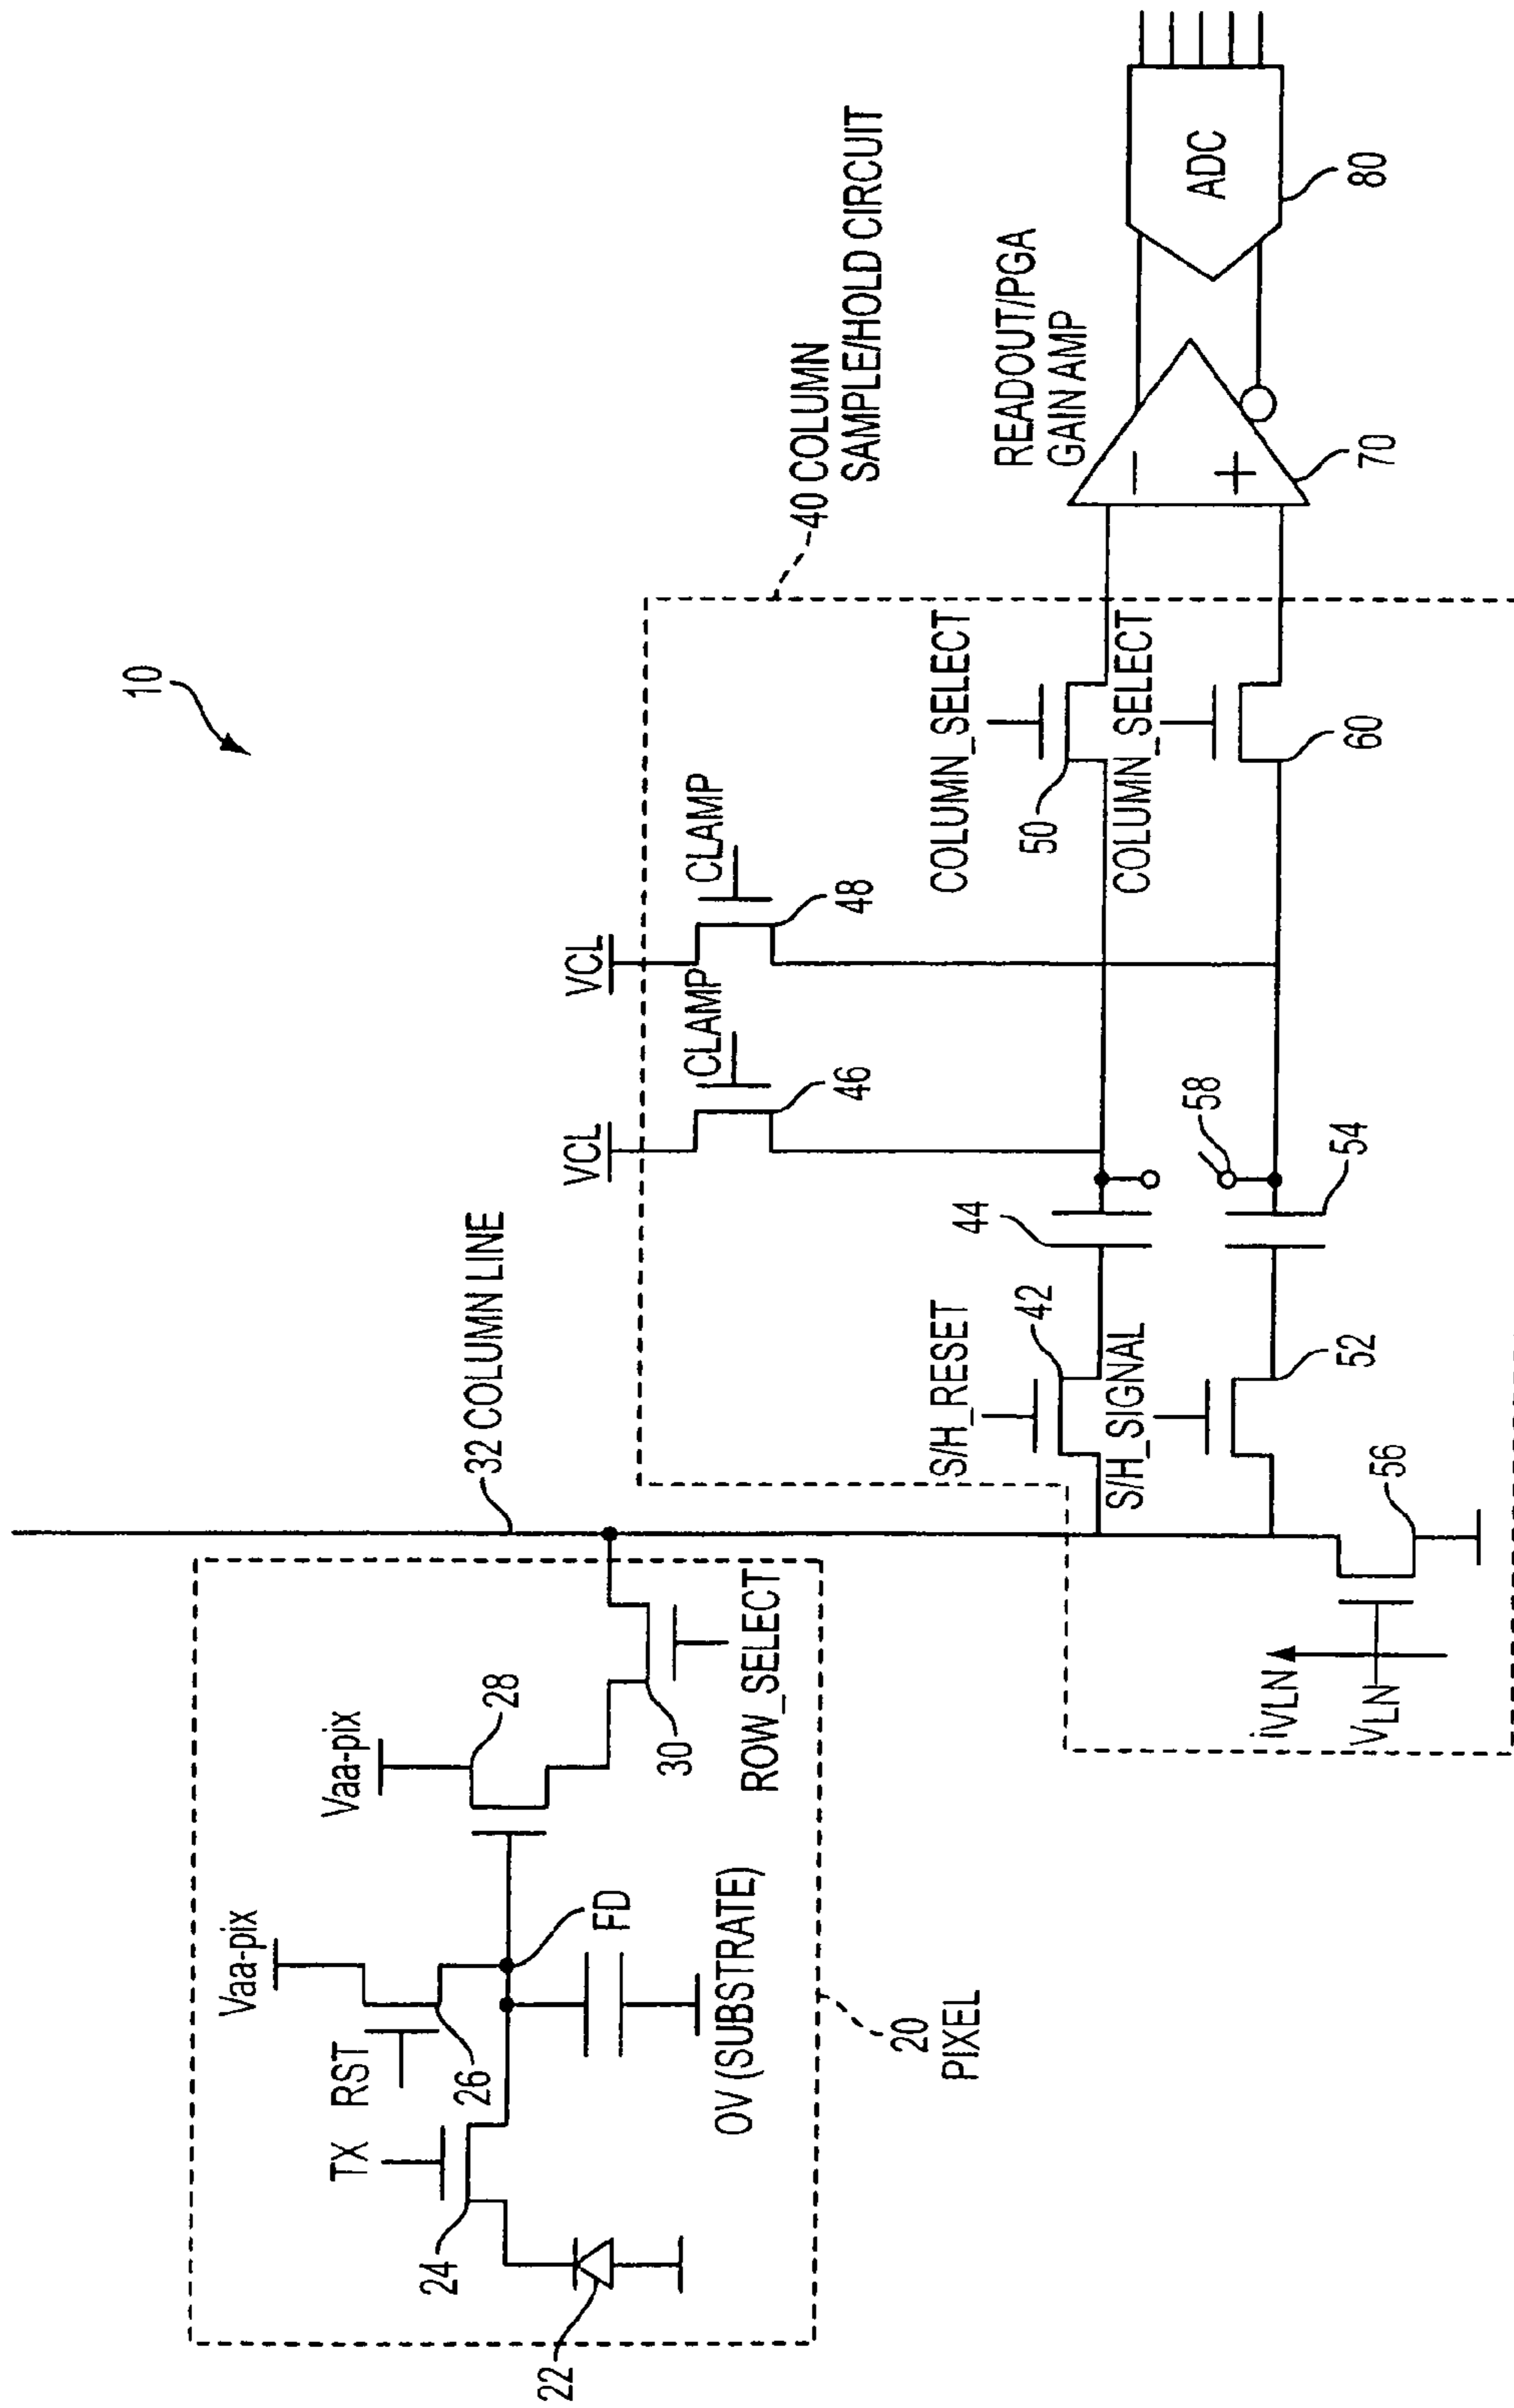 10
32 COLUMN LINE
40 COLUMN
SAMPLE/HOLD CIRCUIT
Vaa-pix
Vaa-pix
RST
TX
26
28
24
FD
22
30
ROW_SELECT
OV (SUBSTRATE)
20
PIXEL
VCL
VCL
CLAMP
CLAMP
46
48
S/H_RESET
42
44
COLUMN_SELECT
50
S/H_SIGNAL
COLUMN_SELECT
58
52
54
60
56
iVLN
VLN
READOUT/PGA
GAIN AMP
−
+
70
ADC
80